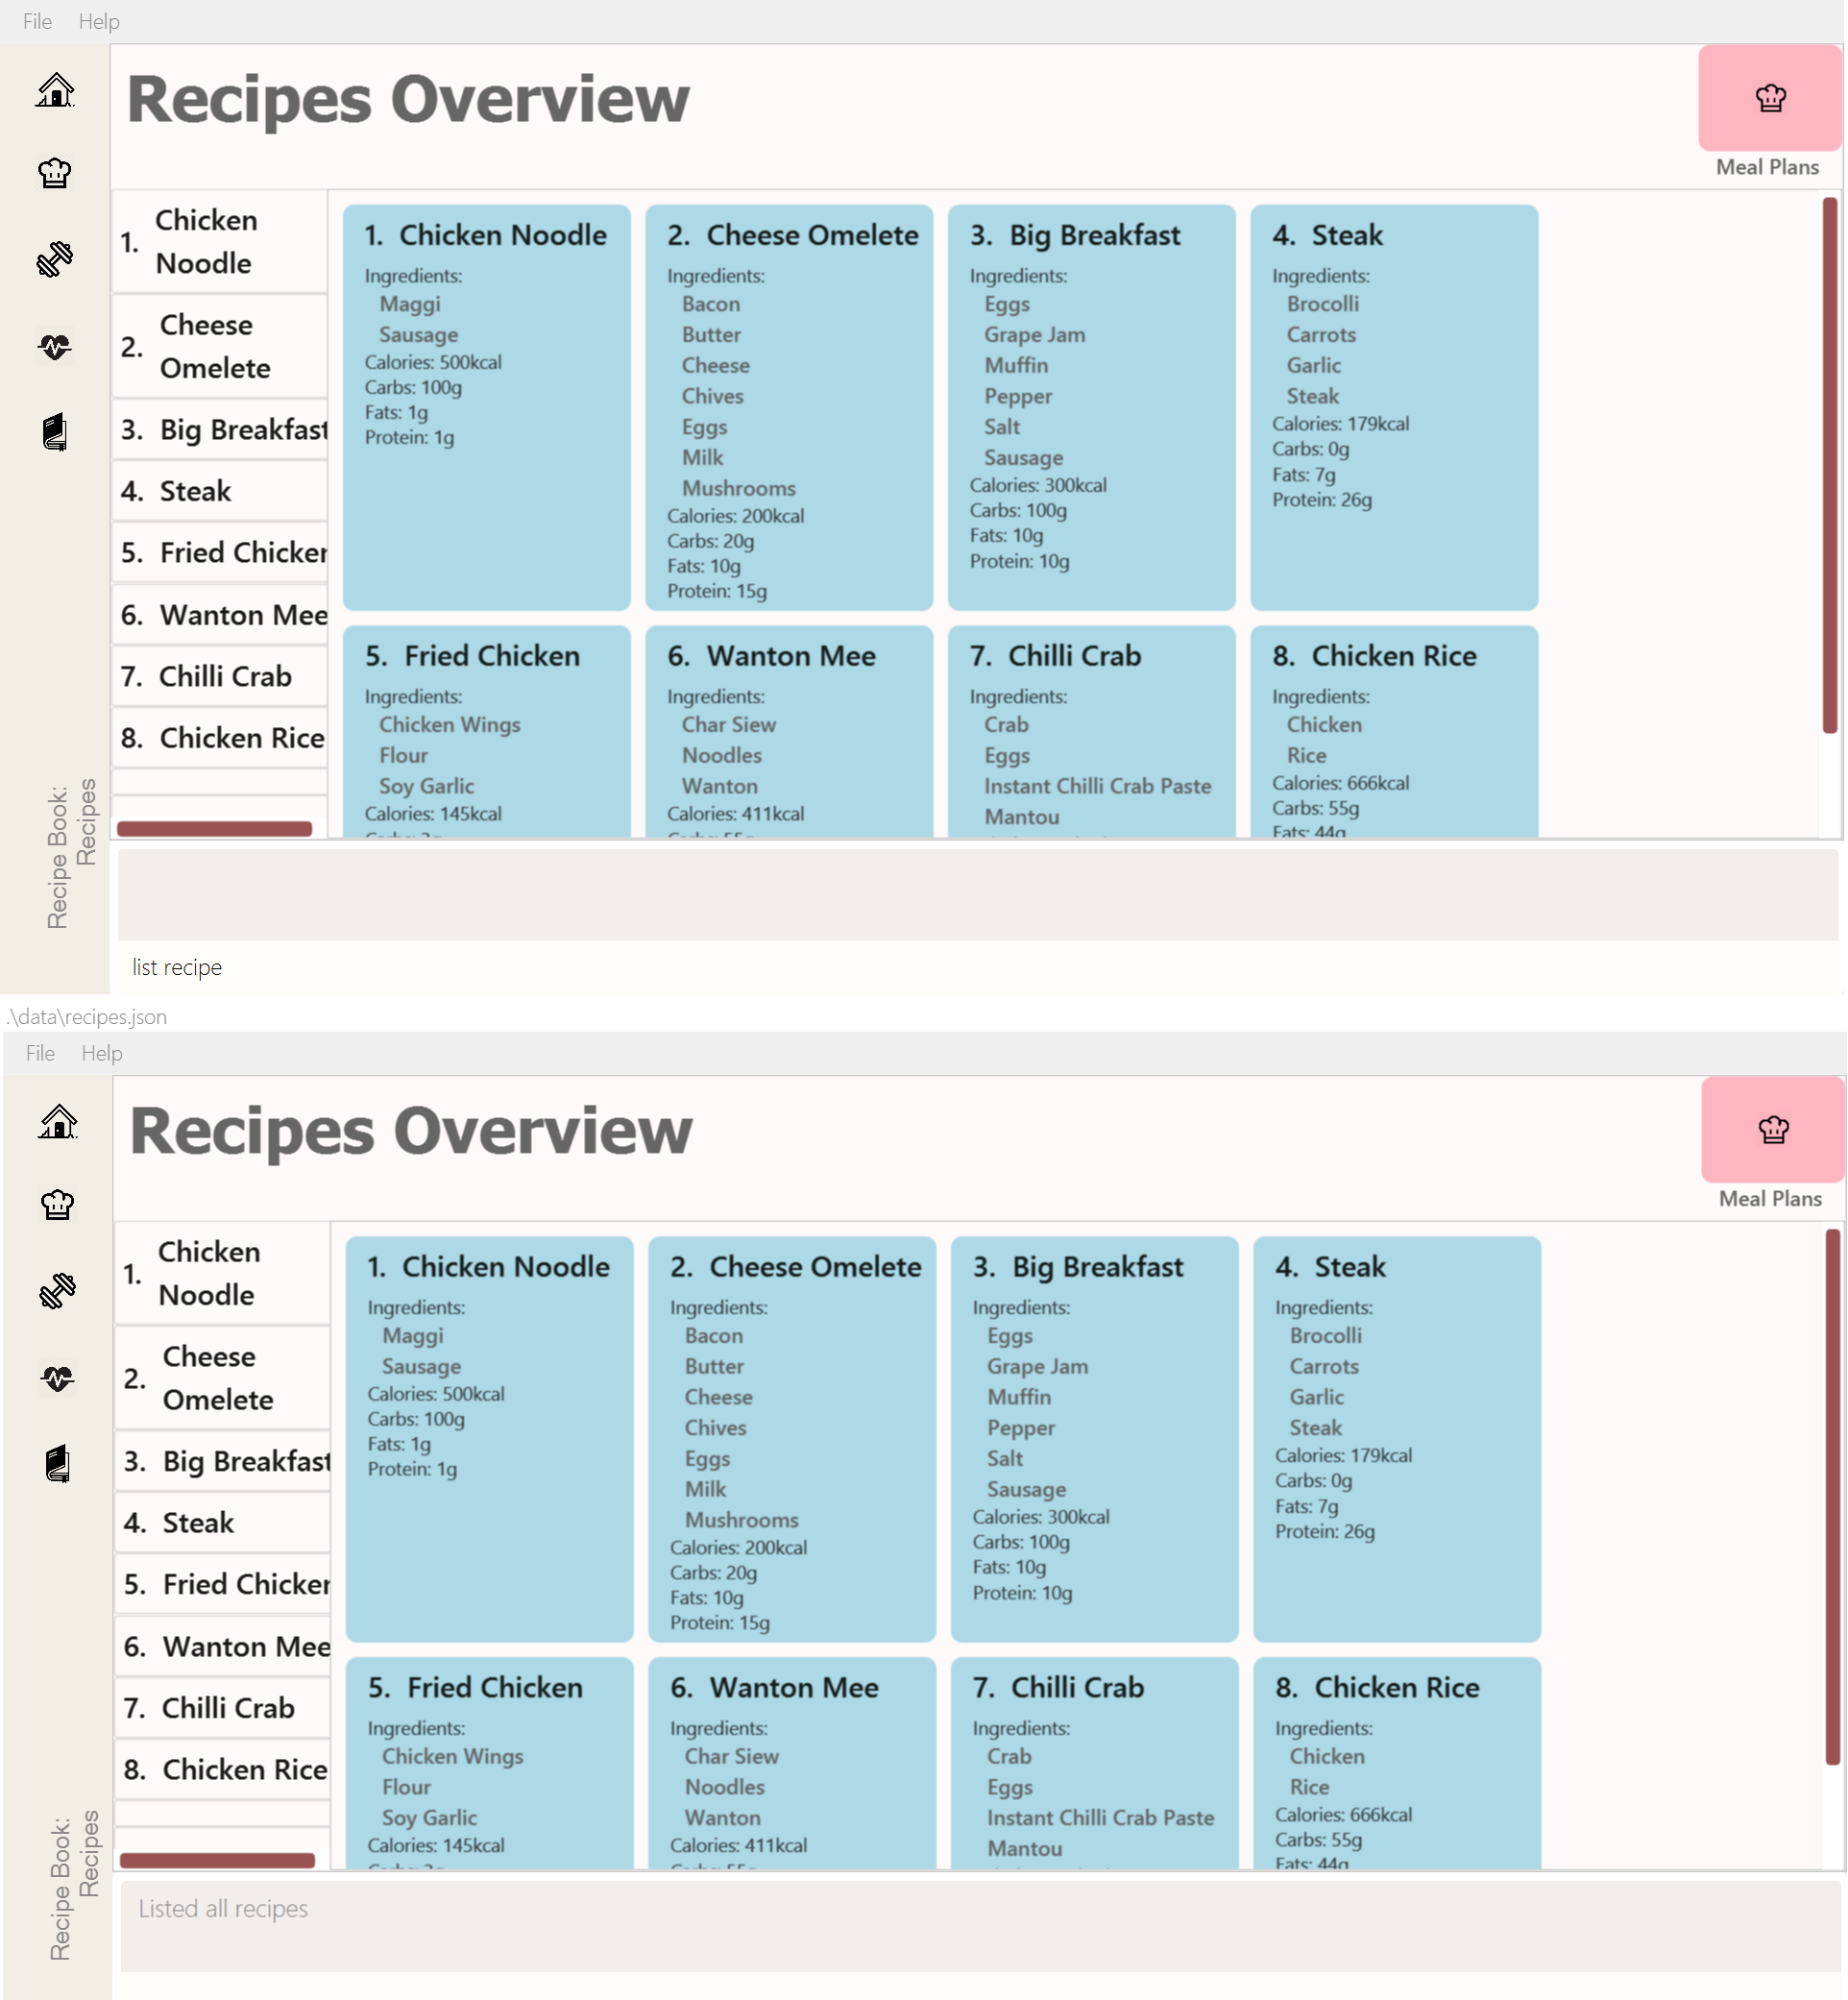 File Help
Recipes Overview
Meal Plans
1. Chicken Noodle
2. Cheese Omelete
3. Big Breakfast
4. Steak
5. Fried Chicken
6. Wanton Mee
7. Chilli Crab
8. Chicken Rice
1. Chicken Noodle
Ingredients:
Maggi
Sausage
Calories: 500kcal
Carbs: 100g
Fats: 1g
Protein: 1g
2. Cheese Omelete
Ingredients:
Bacon
Butter
Cheese
Chives
Eggs
Milk
Mushrooms
Calories: 200kcal
Carbs: 20g
Fats: 10g
Protein: 15g
3. Big Breakfast
Ingredients:
Eggs
Grape Jam
Muffin
Pepper
Salt
Sausage
Calories: 300kcal
Carbs: 100g
Fats: 10g
Protein: 10g
4. Steak
Ingredients:
Brocolli
Carrots
Garlic
Steak
Calories: 179kcal
Carbs: 0g
Fats: 7g
Protein: 26g
5. Fried Chicken
Ingredients:
Chicken Wings
Flour
Soy Garlic
Calories: 145kcal
6. Wanton Mee
Ingredients:
Char Siew
Noodles
Wanton
Calories: 411kcal
7. Chilli Crab
Ingredients:
Crab
Eggs
Instant Chilli Crab Paste
Mantou
8. Chicken Rice
Ingredients:
Chicken
Rice
Calories: 666kcal
Carbs: 55g
Fats: 44g
Recipe Book:
Recipes
list recipe
.\data\recipes.json
File Help
Recipes Overview
Meal Plans
1. Chicken Noodle
2. Cheese Omelete
3. Big Breakfast
4. Steak
5. Fried Chicken
6. Wanton Mee
7. Chilli Crab
8. Chicken Rice
1. Chicken Noodle
Ingredients:
Maggi
Sausage
Calories: 500kcal
Carbs: 100g
Fats: 1g
Protein: 1g
2. Cheese Omelete
Ingredients:
Bacon
Butter
Cheese
Chives
Eggs
Milk
Mushrooms
Calories: 200kcal
Carbs: 20g
Fats: 10g
Protein: 15g
3. Big Breakfast
Ingredients:
Eggs
Grape Jam
Muffin
Pepper
Salt
Sausage
Calories: 300kcal
Carbs: 100g
Fats: 10g
Protein: 10g
4. Steak
Ingredients:
Brocolli
Carrots
Garlic
Steak
Calories: 179kcal
Carbs: 0g
Fats: 7g
Protein: 26g
5. Fried Chicken
Ingredients:
Chicken Wings
Flour
Soy Garlic
Calories: 145kcal
6. Wanton Mee
Ingredients:
Char Siew
Noodles
Wanton
Calories: 411kcal
7. Chilli Crab
Ingredients:
Crab
Eggs
Instant Chilli Crab Paste
Mantou
8. Chicken Rice
Ingredients:
Chicken
Rice
Calories: 666kcal
Carbs: 55g
Fats: 44g
Recipe Book:
Recipes
Listed all recipes